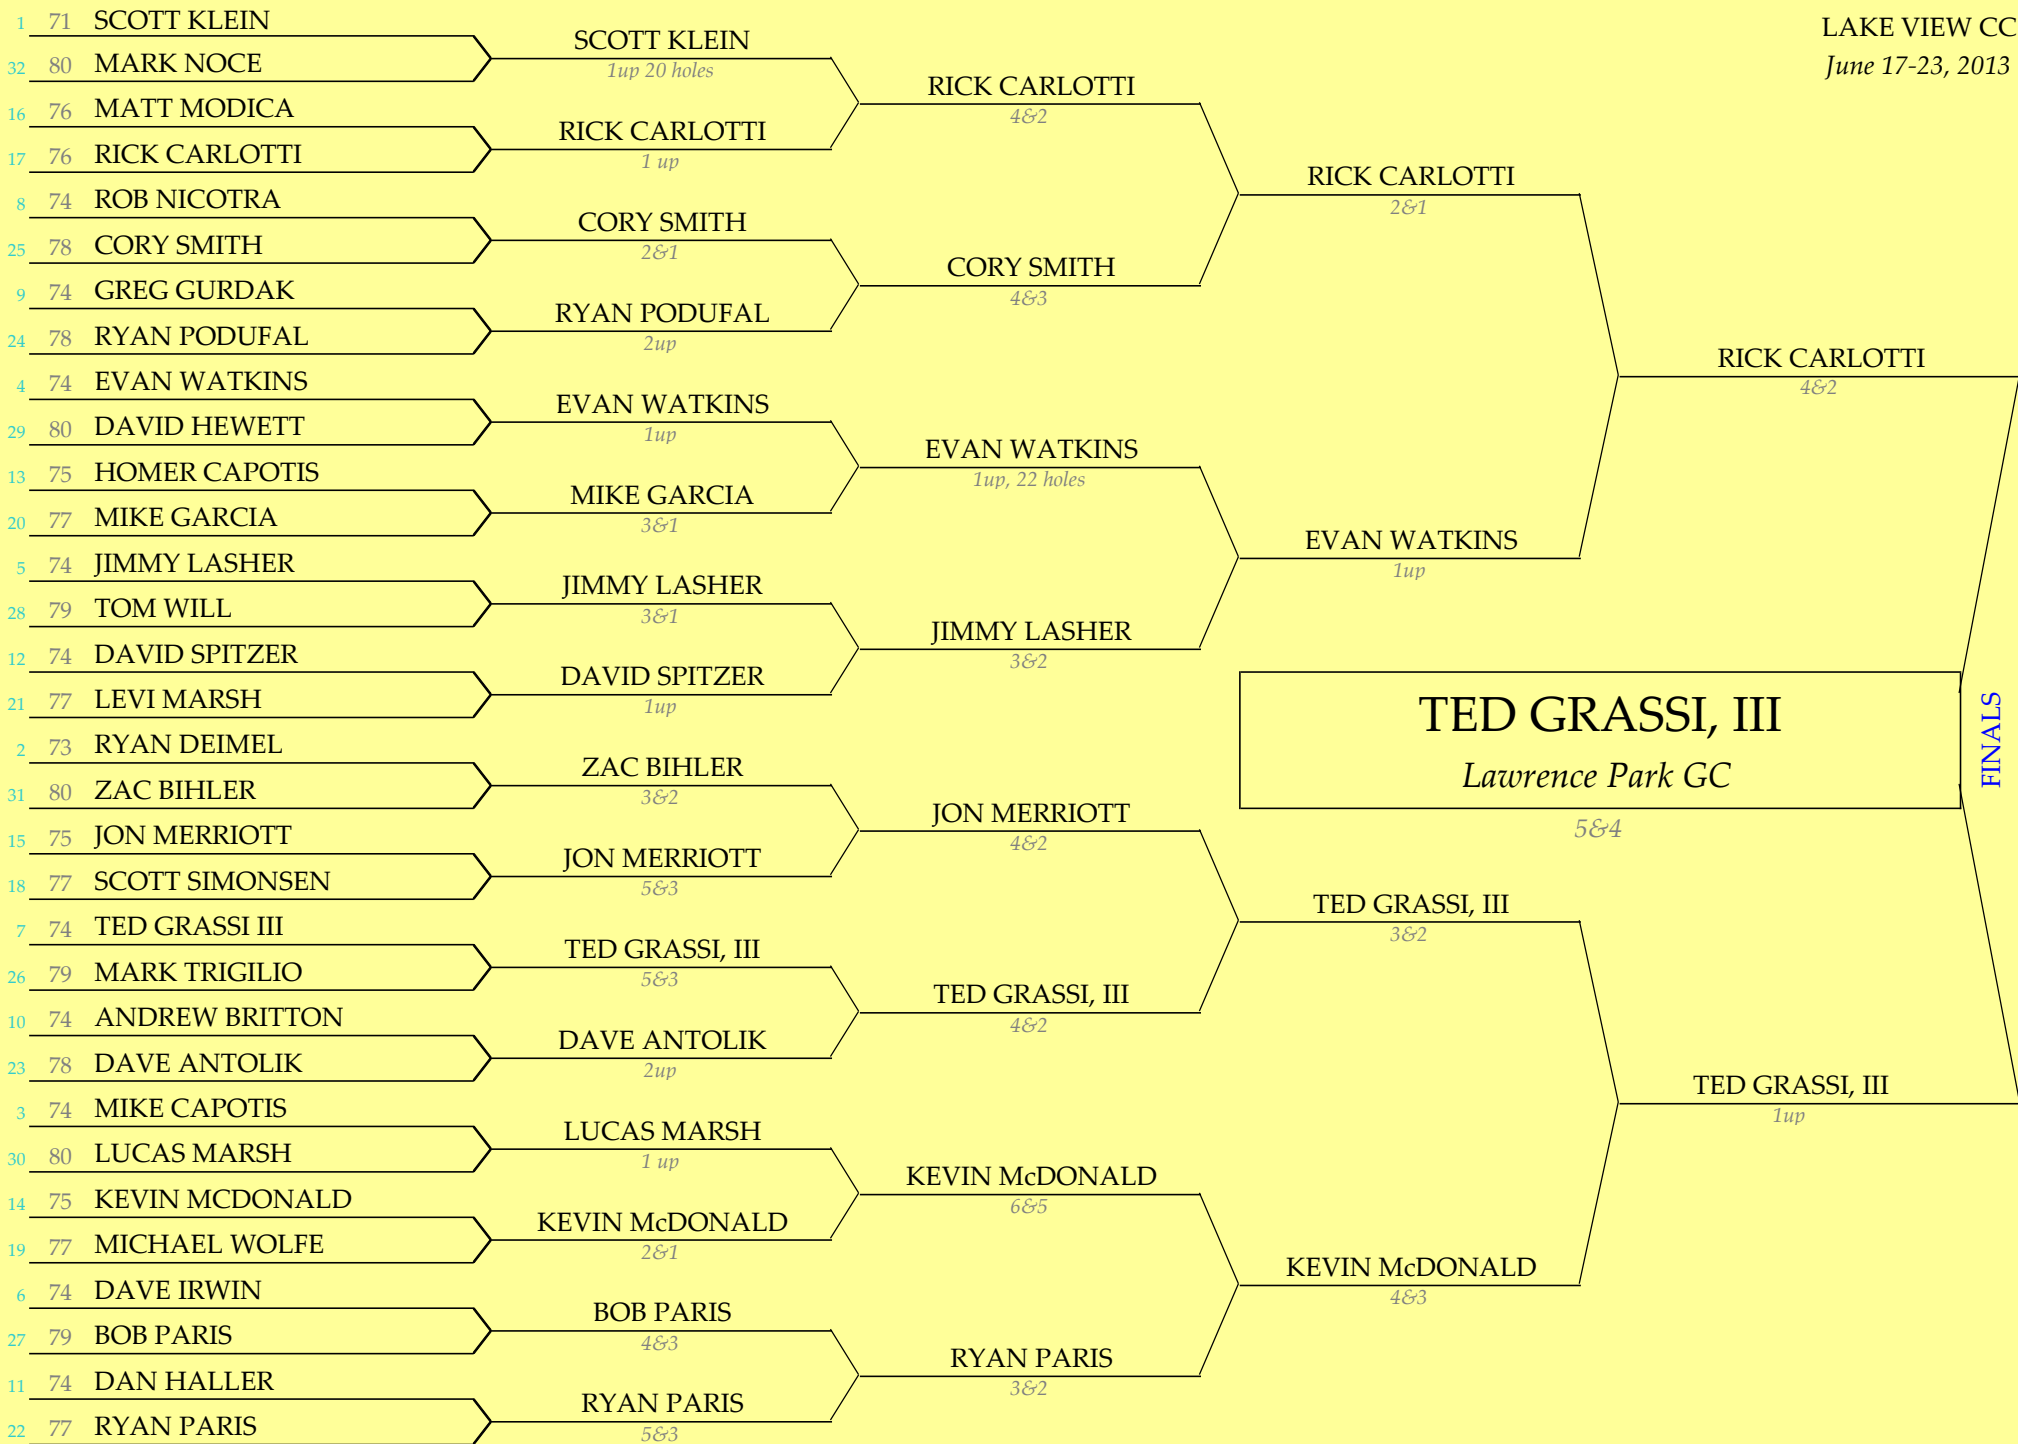 LAKE VIEW CC
June 17-23, 2013
1 71 SCOTT KLEIN
32 80 MARK NOCE
16 76 MATT MODICA
17 76 RICK CARLOTTI
8 74 ROB NICOTRA
25 78 CORY SMITH
9 74 GREG GURDAK
24 78 RYAN PODUFAL
4 74 EVAN WATKINS
29 80 DAVID HEWETT
13 75 HOMER CAPOTIS
20 77 MIKE GARCIA
5 74 JIMMY LASHER
28 79 TOM WILL
12 74 DAVID SPITZER
21 77 LEVI MARSH
2 73 RYAN DEIMEL
31 80 ZAC BIHLER
15 75 JON MERRIOTT
18 77 SCOTT SIMONSEN
7 74 TED GRASSI III
26 79 MARK TRIGILIO
10 74 ANDREW BRITTON
23 78 DAVE ANTOLIK
3 74 MIKE CAPOTIS
30 80 LUCAS MARSH
14 75 KEVIN MCDONALD
19 77 MICHAEL WOLFE
6 74 DAVE IRWIN
27 79 BOB PARIS
11 74 DAN HALLER
22 77 RYAN PARIS
SCOTT KLEIN
1up 20 holes
RICK CARLOTTI
1 up
CORY SMITH
2&1
RYAN PODUFAL
2up
EVAN WATKINS
1up
MIKE GARCIA
3&1
JIMMY LASHER
3&1
DAVID SPITZER
1up
ZAC BIHLER
3&2
JON MERRIOTT
5&3
TED GRASSI, III
5&3
DAVE ANTOLIK
2up
LUCAS MARSH
1 up
KEVIN McDONALD
2&1
BOB PARIS
4&3
RYAN PARIS
5&3
RICK CARLOTTI
4&2
CORY SMITH
4&3
EVAN WATKINS
1up, 22 holes
JIMMY LASHER
3&2
JON MERRIOTT
4&2
TED GRASSI, III
4&2
KEVIN McDONALD
6&5
RYAN PARIS
3&2
RICK CARLOTTI
2&1
EVAN WATKINS
1up
TED GRASSI, III
3&2
KEVIN McDONALD
4&3
RICK CARLOTTI
4&2
TED GRASSI, III
1up
TED GRASSI, III
Lawrence Park GC
5&4
FINALS